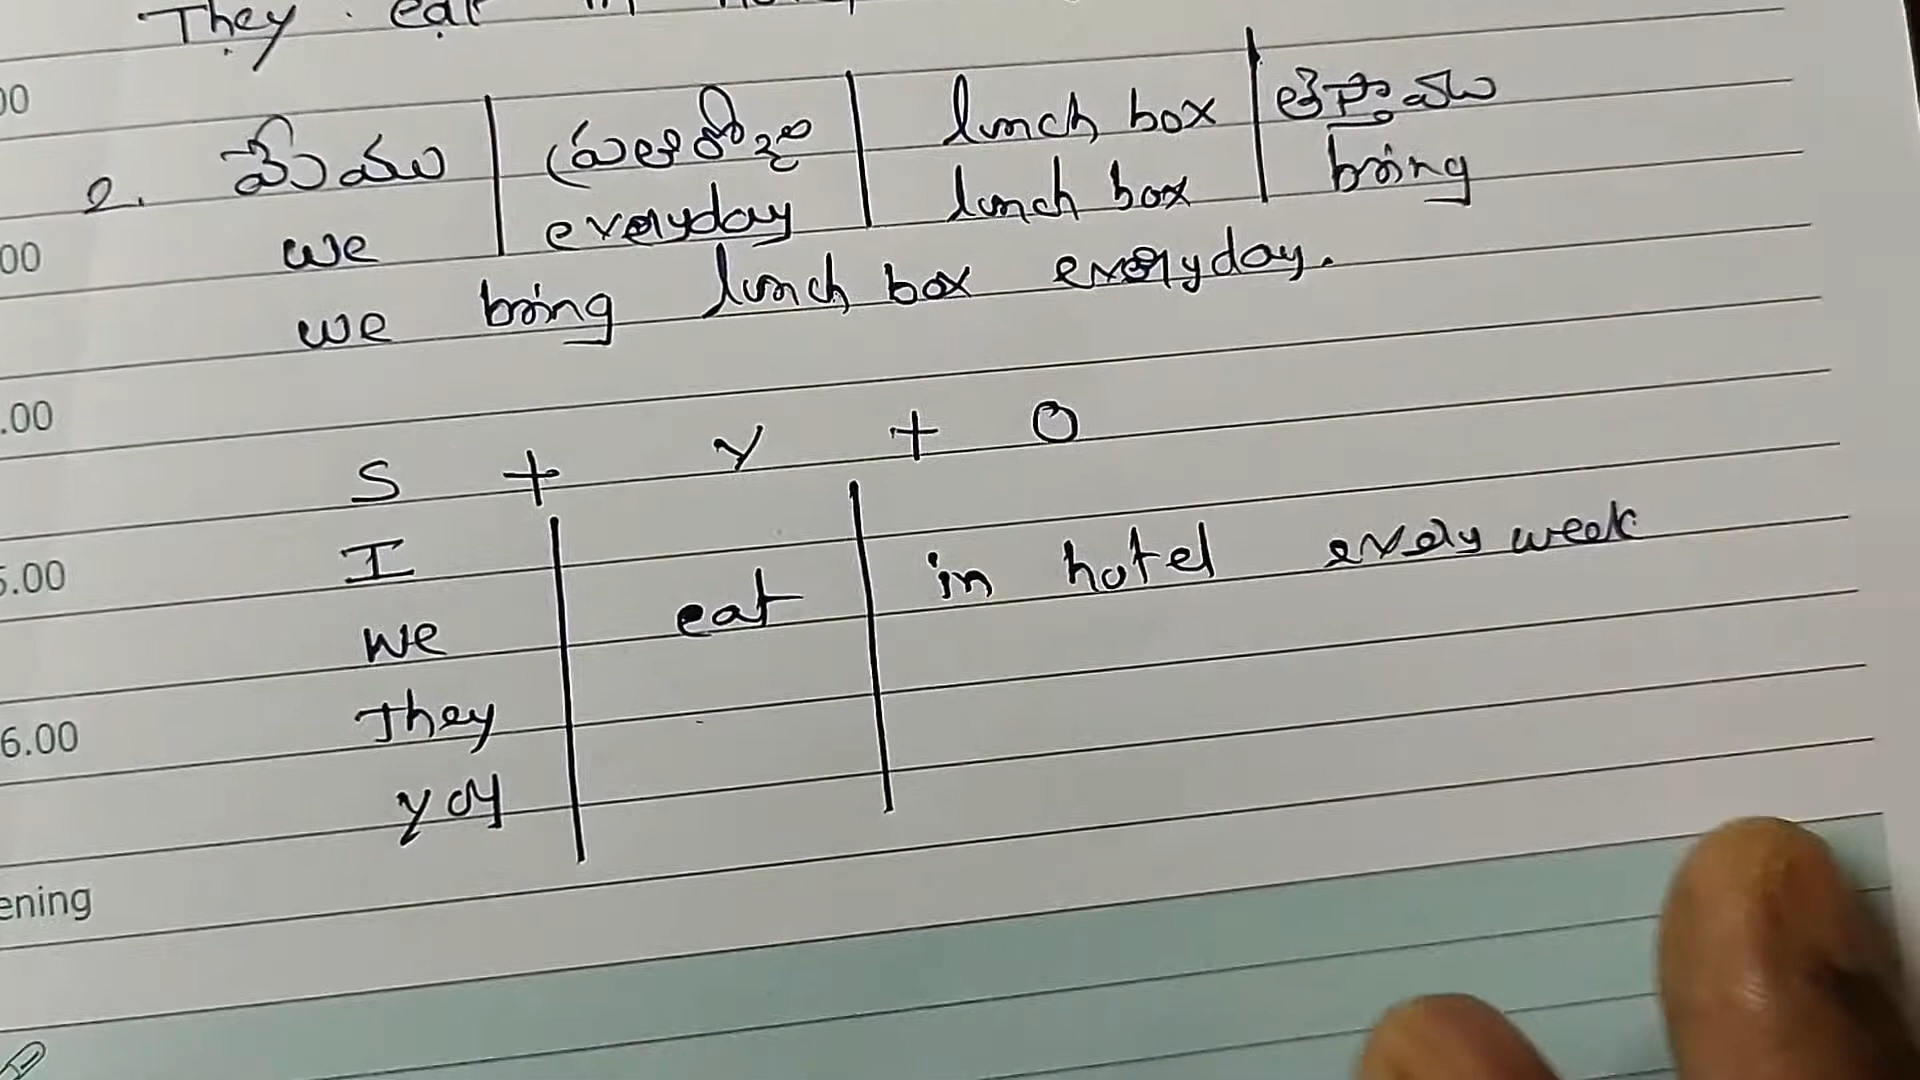 They eat in
00
2. మేము | ప్రతిరోజు | lunch box | తెస్తాము
we | everyday | lunch box | bring
00
we bring lunch box everyday.
.00
S + V + O
I
eat in hotel every week
5.00
we
They
6.00
you
ening